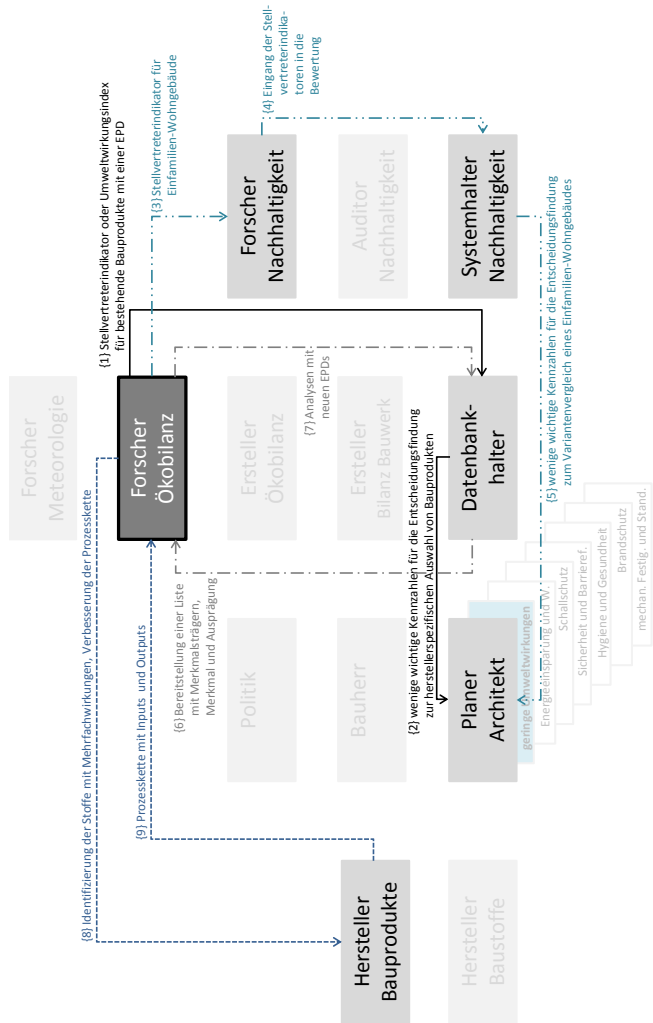 Forscher
Meteorologie
{8} Identifizierung der Stoffe mit Mehrfachwirkungen, Verbesserung der Prozesskette
{9} Prozesskette mit Inputs und Outputs
Forscher
Ökobilanz
{1} Stellvertreterindikator oder Umweltwirkungsindex
für bestehende Bauprodukte mit einer EPD
{3} Stellvertreterindikator für
Einfamilien-Wohngebäude
{6} Bereitstellung einer Liste
mit Merkmalsträgern,
Merkmal und Ausprägung
Politik
Ersteller
Ökobilanz
{7} Analysen mit
neuen EPDs
Forscher
Nachhaltigkeit
{4} Eingang der Stell-
vertreterindika-
toren in die
Bewertung
Hersteller
Bauprodukte
Bauherr
Ersteller
Bilanz Bauwerk
Auditor
Nachhaltigkeit
{2} wenige wichtige Kennzahlen für die Entscheidungsfindung
zur herstellerspezifischen Auswahl von Bauprodukten
Hersteller
Baustoffe
Planer
Architekt
Datenbank-
halter
Systemhalter
Nachhaltigkeit
geringe Umweltwirkungen
Energieeinsparung und W.
Schallschutz
Sicherheit und Barrieref.
Hygiene und Gesundheit
Brandschutz
mechan. Festig. und Stand.
{5} wenige wichtige Kennzahlen für die Entscheidungsfindung
zum Variantenvergleich eines Einfamilien-Wohngebäudes